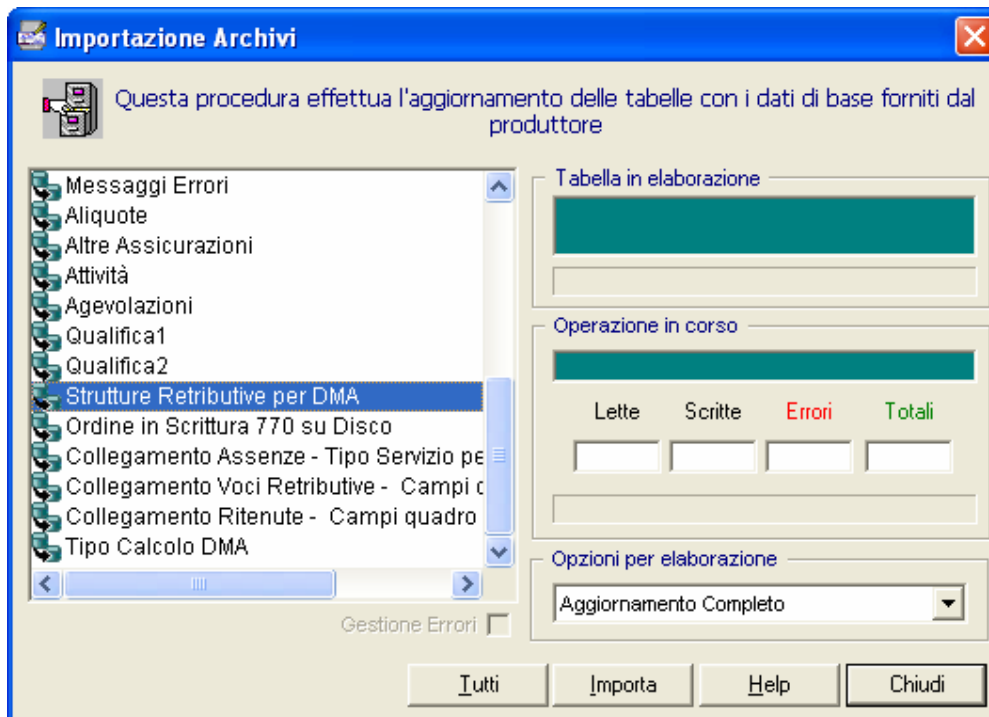 Importazione Archivi
Questa procedura effettua l'aggiornamento delle tabelle con i dati di base forniti dal
produttore
Messaggi Errori
Aliquote
Altre Assicurazioni
Attività
Agevolazioni
Qualifica1
Qualifica2
Strutture Retributive per DMA
Ordine in Scrittura 770 su Disco
Collegamento Assenze - Tipo Servizio pe
Collegamento Voci Retributive - Campi
Collegamento Ritenute - Campi quadro
Tipo Calcolo DMA
Gestione Errori
Tabella in elaborazione
Operazione in corso
Lette Scritte Errori Totali
Opzioni per elaborazione
Aggiornamento Completo
Tutti Importa Help Chiudi